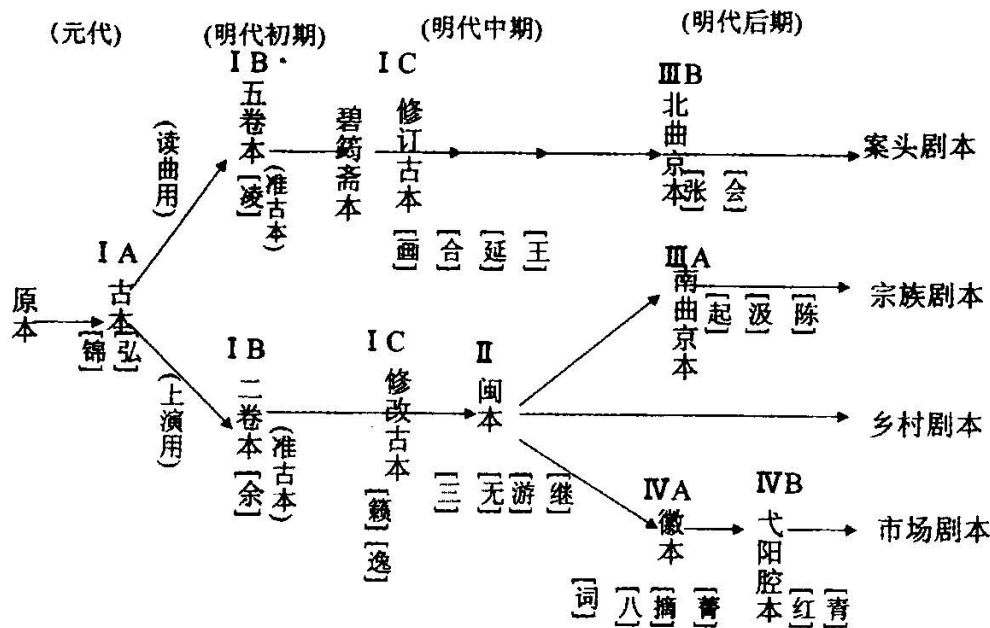 (元代)
(明代初期)
(明代中期)
(明代后期)
ⅠB·
五卷本
[凌]
(准古本)
碧筠斋本
ⅠC
修订古本
[画] [合] [延] [王]
ⅢB
北曲京本
[张] [会]
案头剧本
(读曲用)
原本
ⅠA
古本
[锦] [弘]
(上演用)
ⅢA
南曲京本
[起] [汲] [陈]
宗族剧本
ⅠB
二卷本
[余]
(准古本)
ⅠC
修改古本
[籁] [逸]
Ⅱ
闽本
[三] [无] [游] [继]
乡村剧本
ⅣA
徽本
[词] [八] [摘] [菁]
ⅣB
弋阳腔本
[红] [青]
市场剧本